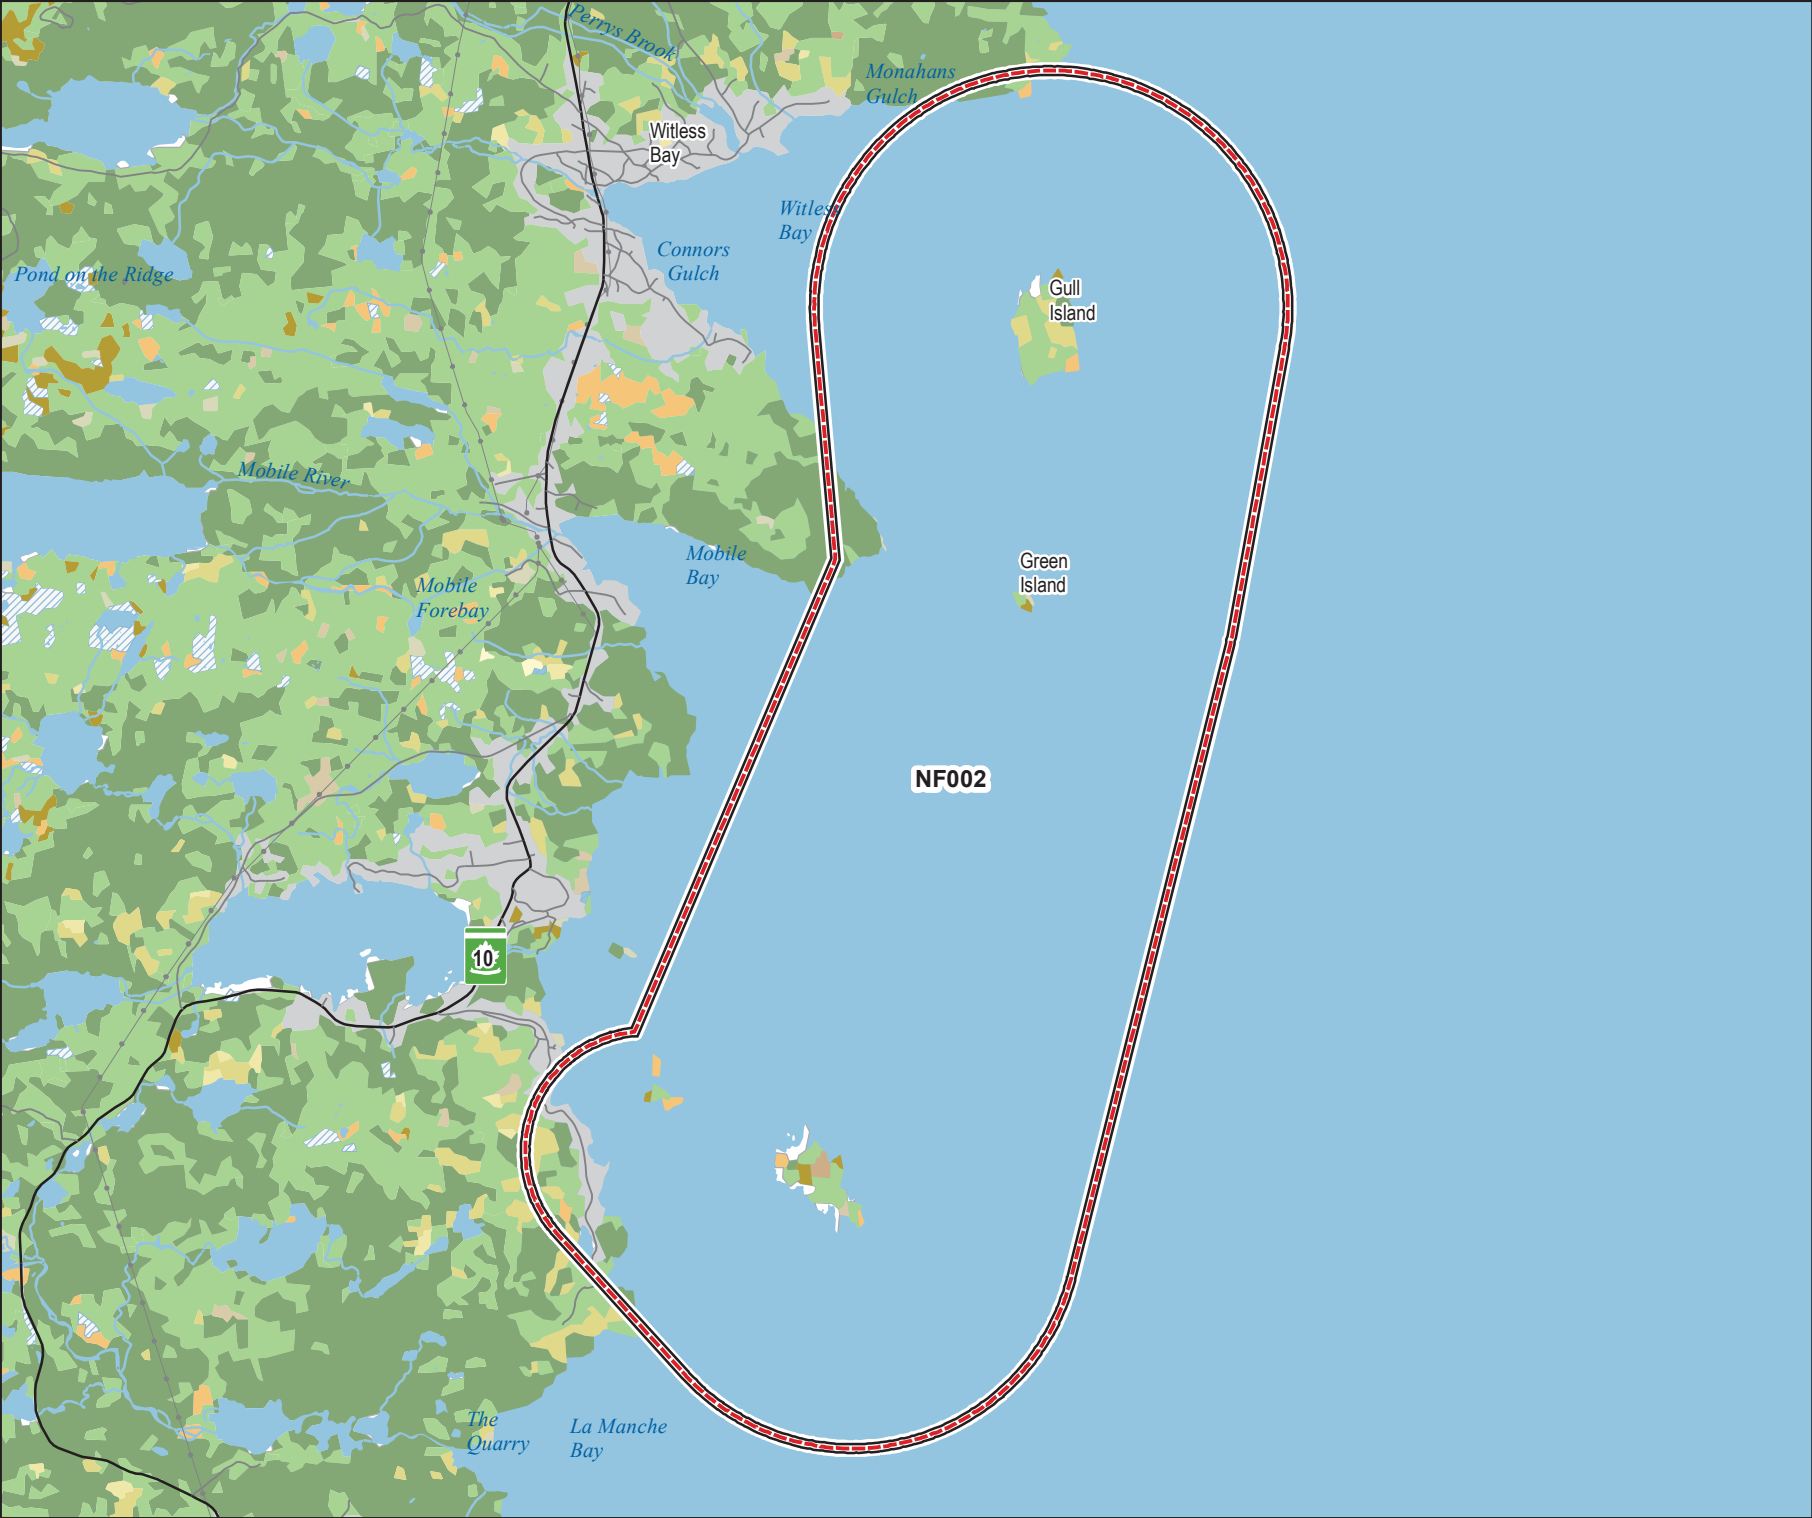 Perrys Brook
Monahans
Gulch
Witless
Bay
Witless
Bay
Connors
Gulch
Pond on the Ridge
Gull
Island
Mobile River
Mobile
Bay
Green
Island
Mobile
Forebay
NF002
10
The
Quarry
La Manche
Bay